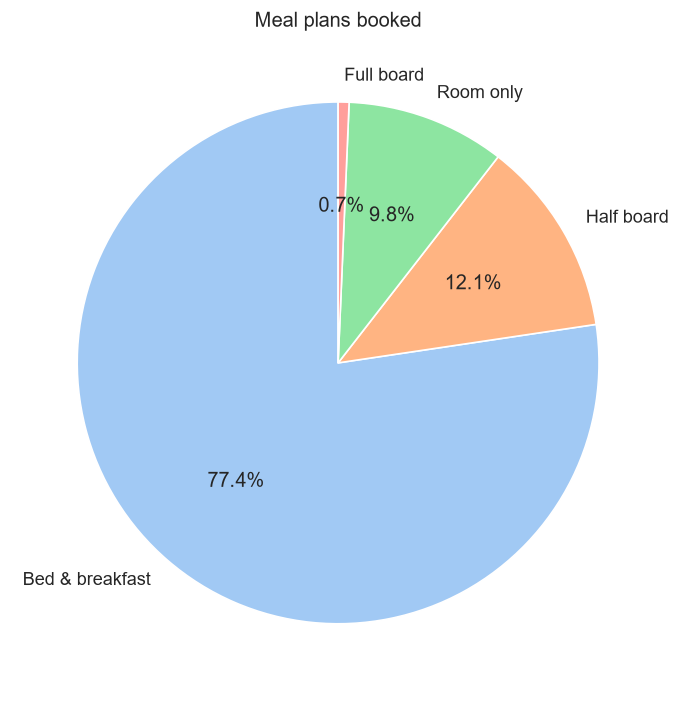 Meal plans booked
Full board
Room only
0.7%
9.8%
Half board
12.1%
77.4%
Bed & breakfast